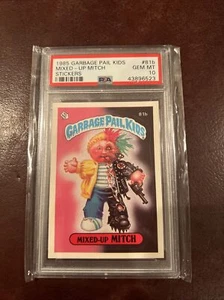 1985 GARBAGE PAIL KIDS #81b
MIXED - UP MITCH GEM MT
STICKERS 10
PSA 43896523
81b
GARBAGE PAIL KIDS
MIXED-UP MITCH